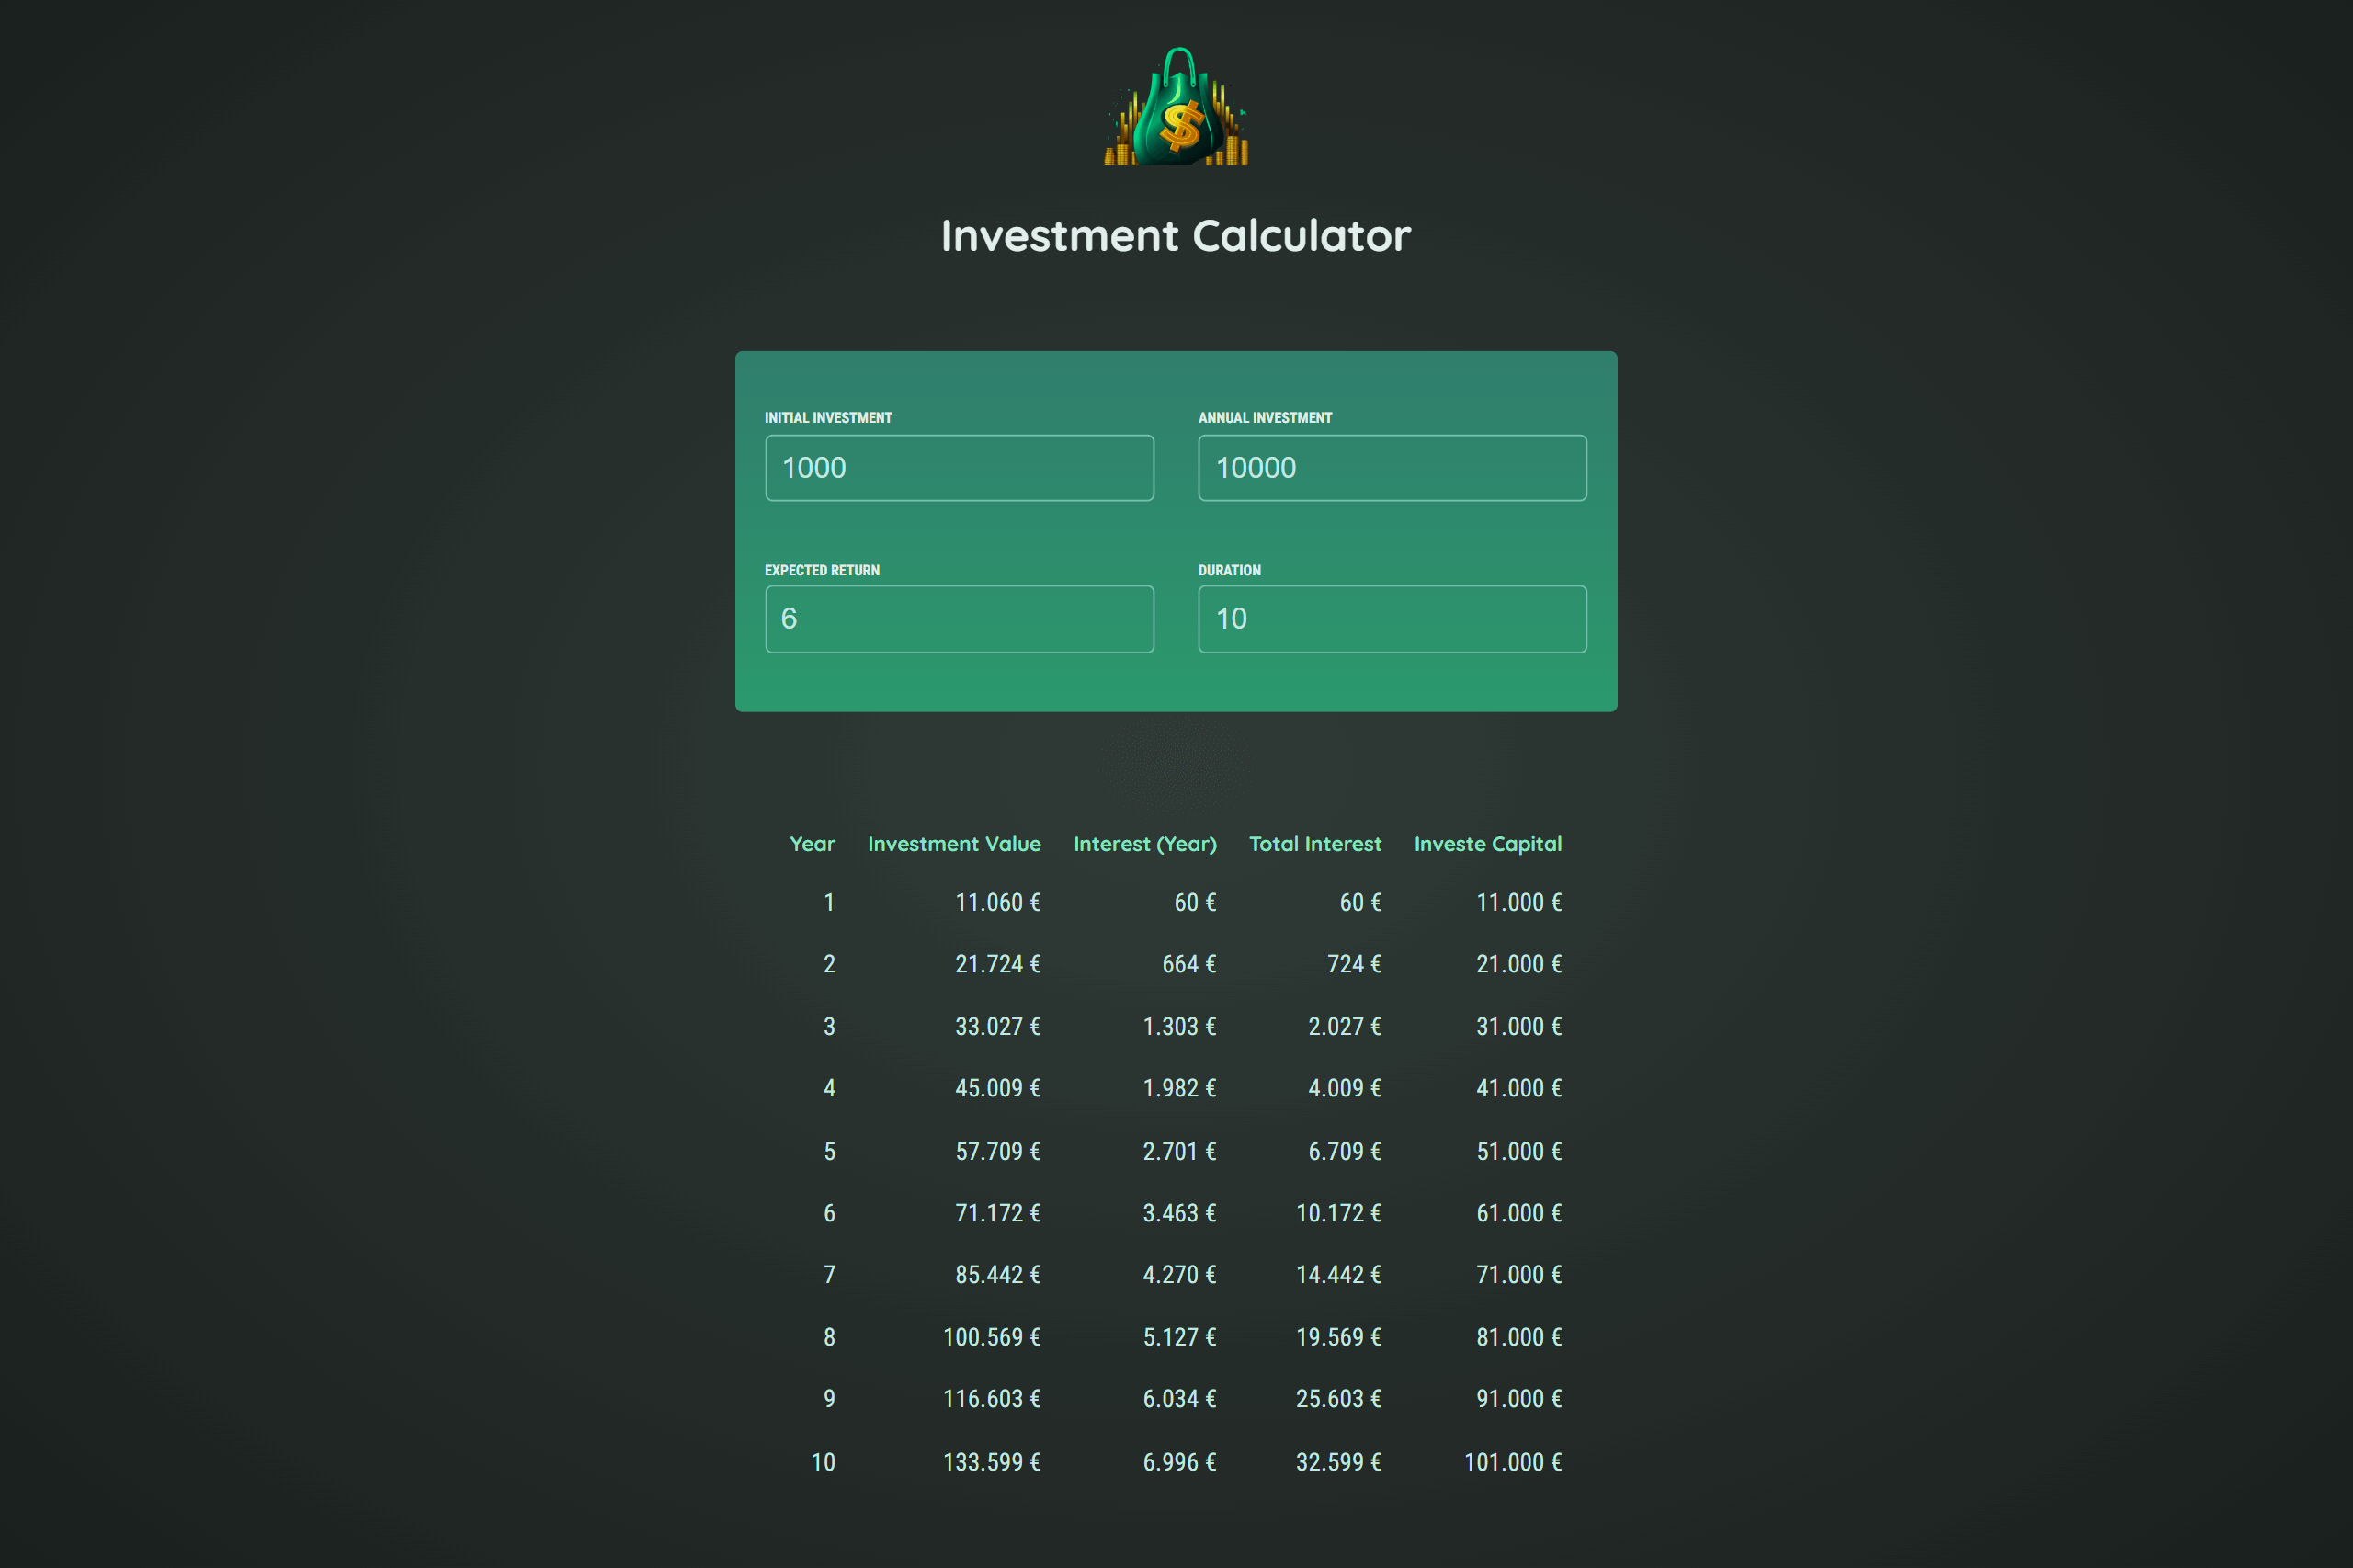 $
Investment Calculator
INITIAL INVESTMENT ANNUAL INVESTMENT
1000 10000
EXPECTED RETURN DURATION
6 10
Year Investment Value Interest (Year) Total Interest Investe Capital
1 11.060 € 60 € 60 € 11.000 €
2 21.724 € 664 € 724 € 21.000 €
3 33.027 € 1.303 € 2.027 € 31.000 €
4 45.009 € 1.982 € 4.009 € 41.000 €
5 57.709 € 2.701 € 6.709 € 51.000 €
6 71.172 € 3.463 € 10.172 € 61.000 €
7 85.442 € 4.270 € 14.442 € 71.000 €
8 100.569 € 5.127 € 19.569 € 81.000 €
9 116.603 € 6.034 € 25.603 € 91.000 €
10 133.599 € 6.996 € 32.599 € 101.000 €